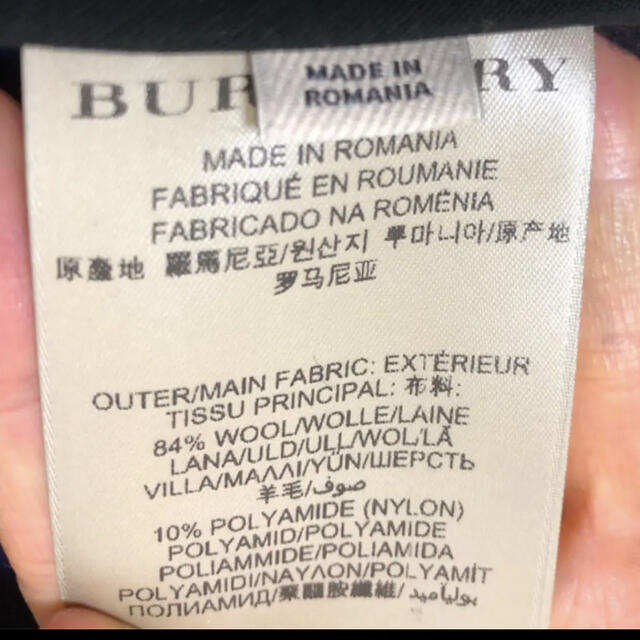 MADE IN
ROMANIA
BUR RY
MADE IN ROMANIA
FABRIQUÉ EN ROUMANIE
FABRICADO NA ROMÉNIA
原產地 羅馬尼亞/원산지 루마니아/原产地
罗马尼亚
OUTER/MAIN FABRIC: EXTÉRIEUR
TISSU PRINCIPAL: 布料:
84% WOOL/WOLLE/LAINE
LANA/ULD/ULL/WOL/LÃ
VILLA/ΜΑΛΛΙ/YÜN/ШЕРСТЬ
羊毛/صوف
10% POLYAMIDE (NYLON)
POLYAMID/POLYAMIDE
POLIAMMIDE/POLIAMIDA
POLYAMIDI/ΝΑΥΛΟΝ/POLYAMİT
ПОЛИАМИД/聚醯胺纖維/بولياميد